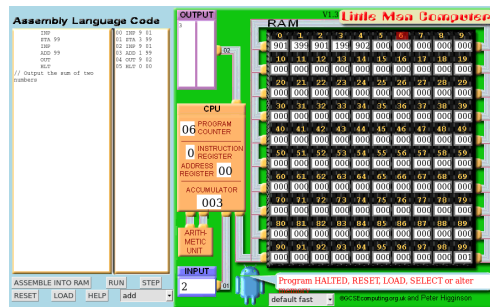 Assembly Language Code
INP
STA 99
INP
ADD 99
OUT
HLT
// Output the sum of two
numbers
00 INP 9 01
01 STA 3 99
02 INP 9 01
03 ADD 1 99
04 OUT 9 02
05 HLT 0 00
ASSEMBLE INTO RAM RUN STEP
RESET LOAD HELP add
OUTPUT
3
02
CPU
06 PROGRAM
COUNTER
0 INSTRUCTION
REGISTER
ADDRESS
REGISTER 00
ACCUMULATOR
003
ARITH-
METIC
UNIT
INPUT
2
01
V1.3 Little Man Computer
RAM
0 1 2 3 4 5 6 7 8 9
901 399 901 199 902 000 000 000 000 000
10 11 12 13 14 15 16 17 18 19
000 000 000 000 000 000 000 000 000 000
20 21 22 23 24 25 26 27 28 29
000 000 000 000 000 000 000 000 000 000
30 31 32 33 34 35 36 37 38 39
000 000 000 000 000 000 000 000 000 000
40 41 42 43 44 45 46 47 48 49
000 000 000 000 000 000 000 000 000 000
50 51 52 53 54 55 56 57 58 59
000 000 000 000 000 000 000 000 000 000
60 61 62 63 64 65 66 67 68 69
000 000 000 000 000 000 000 000 000 000
70 71 72 73 74 75 76 77 78 79
000 000 000 000 000 000 000 000 000 000
80 81 82 83 84 85 86 87 88 89
000 000 000 000 000 000 000 000 000 000
90 91 92 93 94 95 96 97 98 99
000 000 000 000 000 000 000 000 000 001
Program HALTED, RESET, LOAD, SELECT or alter
default fast ©GCSEcomputing.org.uk and Peter Higginson